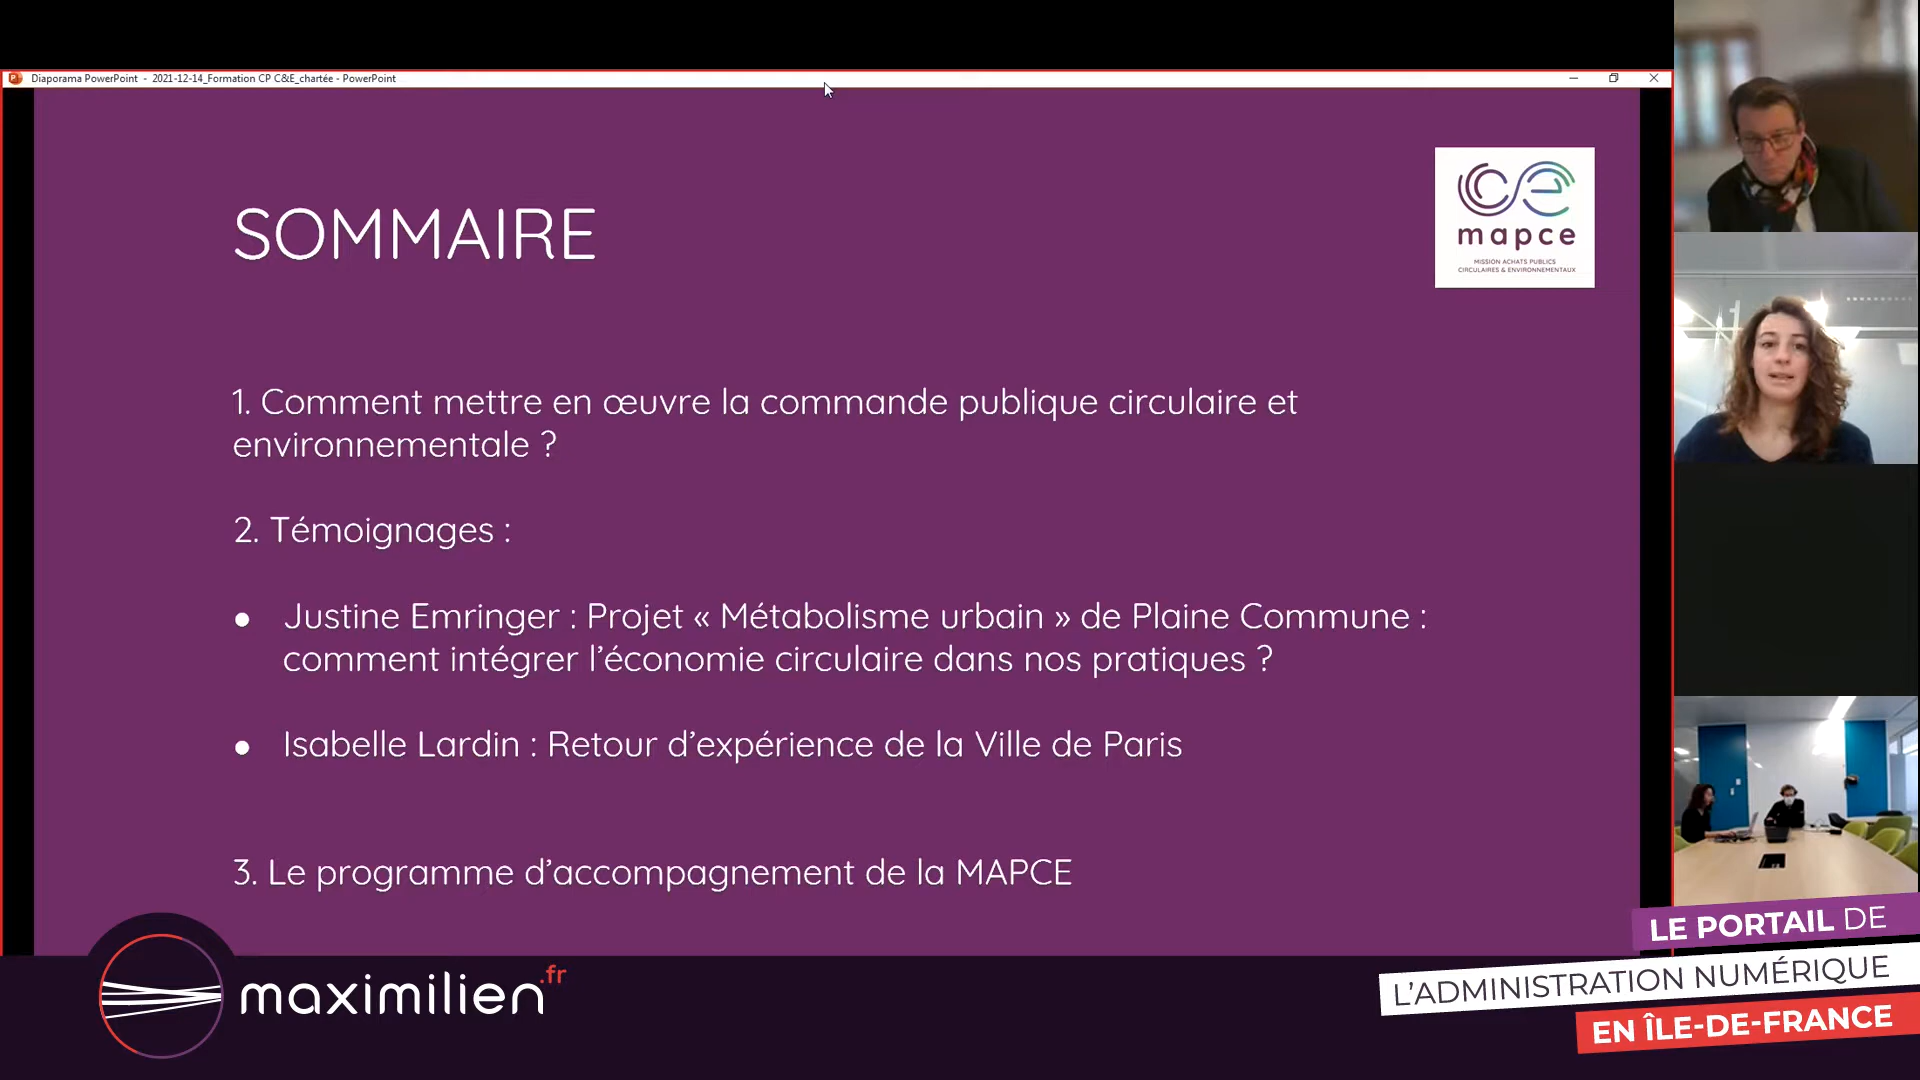 Diaporama PowerPoint - 2021-12-14_Formation CP C&E_chartée - PowerPoint
SOMMAIRE
ce
mapce
MISSION ACHATS PUBLICS
CIRCULAIRES & ENVIRONNEMENTAUX
1. Comment mettre en œuvre la commande publique circulaire et
environnementale ?
2. Témoignages :
● Justine Emringer : Projet « Métabolisme urbain » de Plaine Commune :
comment intégrer l’économie circulaire dans nos pratiques ?
● Isabelle Lardin : Retour d’expérience de la Ville de Paris
3. Le programme d’accompagnement de la MAPCE
maximilien.fr
LE PORTAIL DE
L’ADMINISTRATION NUMÉRIQUE
EN ÎLE-DE-FRANCE